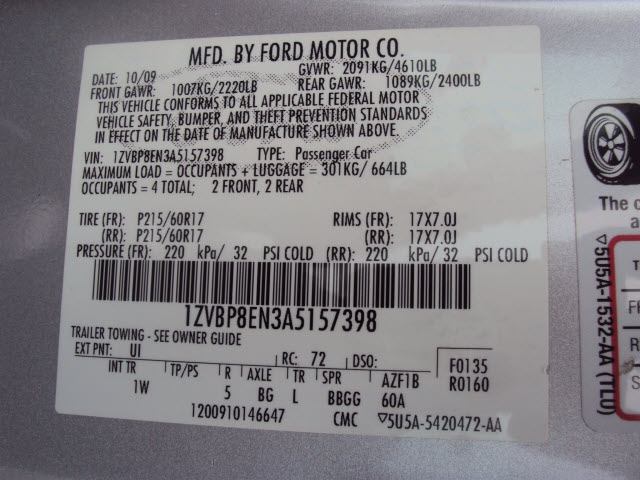 MFD. BY FORD MOTOR CO.
DATE: 10/09 GVWR: 2091KG/4610LB
FRONT GAWR: 1007KG/2220LB REAR GAWR: 1089KG/2400LB
THIS VEHICLE CONFORMS TO ALL APPLICABLE FEDERAL MOTOR
VEHICLE SAFETY, BUMPER, AND THEFT PREVENTION STANDARDS
IN EFFECT ON THE DATE OF MANUFACTURE SHOWN ABOVE.
VIN: 1ZVBP8EN3A5157398 TYPE: Passenger Car
MAXIMUM LOAD = OCCUPANTS + LUGGAGE = 301KG/ 664LB
OCCUPANTS = 4 TOTAL; 2 FRONT, 2 REAR
TIRE (FR): P215/60R17 RIMS (FR): 17X7.0J
(RR): P215/60R17 (RR): 17X7.0J
PRESSURE (FR): 220 kPa/ 32 PSI COLD (RR): 220 kPa/ 32 PSI COLD
1ZVBP8EN3A5157398
TRAILER TOWING - SEE OWNER GUIDE
EXT PNT: UI RC: 72 DSO: F0135
INT TR TP/PS R AXLE TR SPR AZF1B R0160
1W 5 BG L BBGG 60A
1200910146647 CMC ▽5U5A-5420472-AA
The
▽5U5A-1532-AA (TL0)